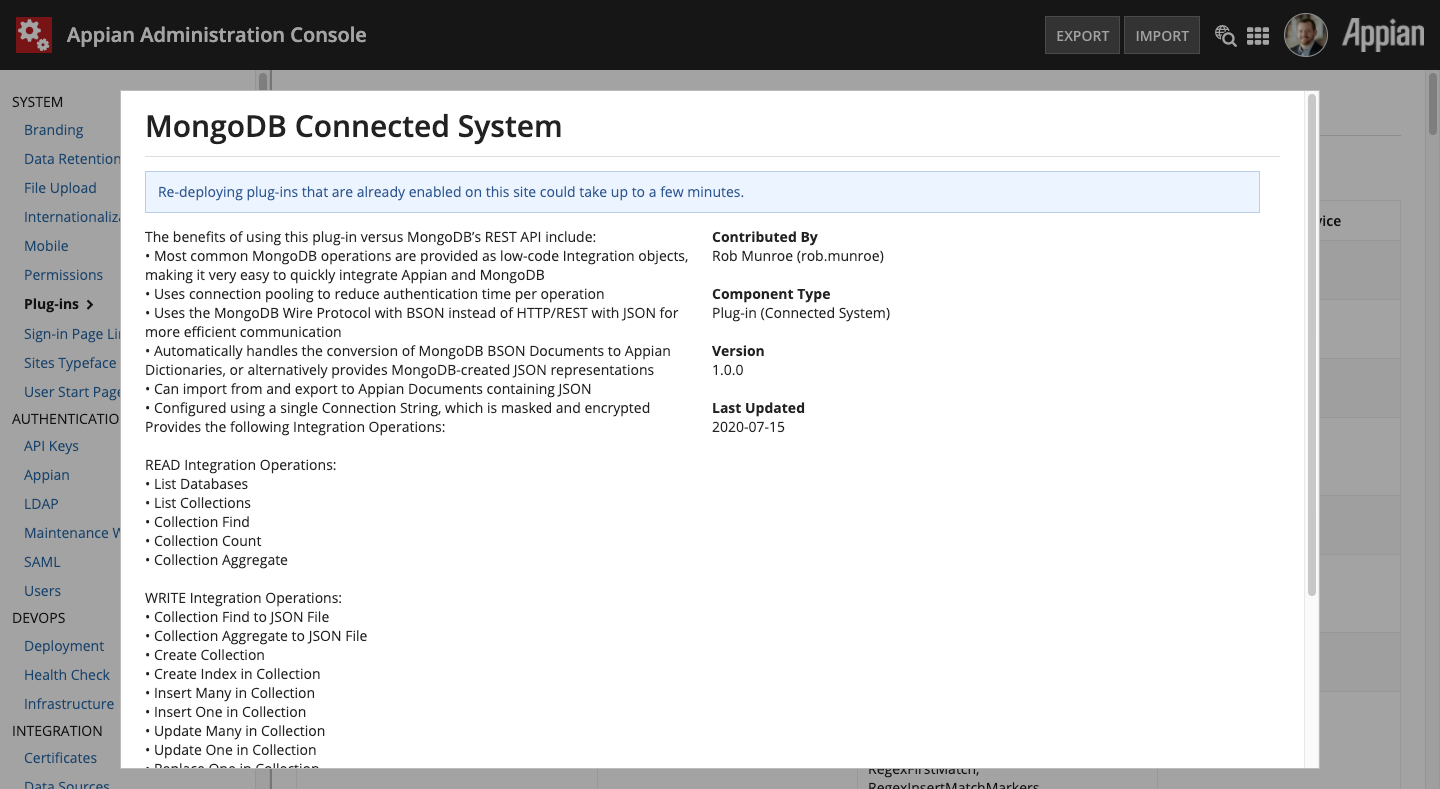 Appian Administration Console
EXPORT
IMPORT
Appian
SYSTEM
Branding
Data Retention
File Upload
Internationaliza
Mobile
Permissions
Plug-ins
Sign-in Page Li
Sites Typeface
User Start Page
AUTHENTICATIO
API Keys
Appian
LDAP
Maintenance W
SAML
Users
DEVOPS
Deployment
Health Check
Infrastructure
INTEGRATION
Certificates
Data Sources
MongoDB Connected System
Re-deploying plug-ins that are already enabled on this site could take up to a few minutes.
The benefits of using this plug-in versus MongoDB’s REST API include:
• Most common MongoDB operations are provided as low-code Integration objects,
making it very easy to quickly integrate Appian and MongoDB
• Uses connection pooling to reduce authentication time per operation
• Uses the MongoDB Wire Protocol with BSON instead of HTTP/REST with JSON for
more efficient communication
• Automatically handles the conversion of MongoDB BSON Documents to Appian
Dictionaries, or alternatively provides MongoDB-created JSON representations
• Can import from and export to Appian Documents containing JSON
• Configured using a single Connection String, which is masked and encrypted
Provides the following Integration Operations:
READ Integration Operations:
• List Databases
• List Collections
• Collection Find
• Collection Count
• Collection Aggregate
WRITE Integration Operations:
• Collection Find to JSON File
• Collection Aggregate to JSON File
• Create Collection
• Create Index in Collection
• Insert Many in Collection
• Insert One in Collection
• Update Many in Collection
• Update One in Collection
• Replace One in Collection
Contributed By
Rob Munroe (rob.munroe)
Component Type
Plug-in (Connected System)
Version
1.0.0
Last Updated
2020-07-15
vice
RegexFirstMatch,
RegexInsertMatchMarkers